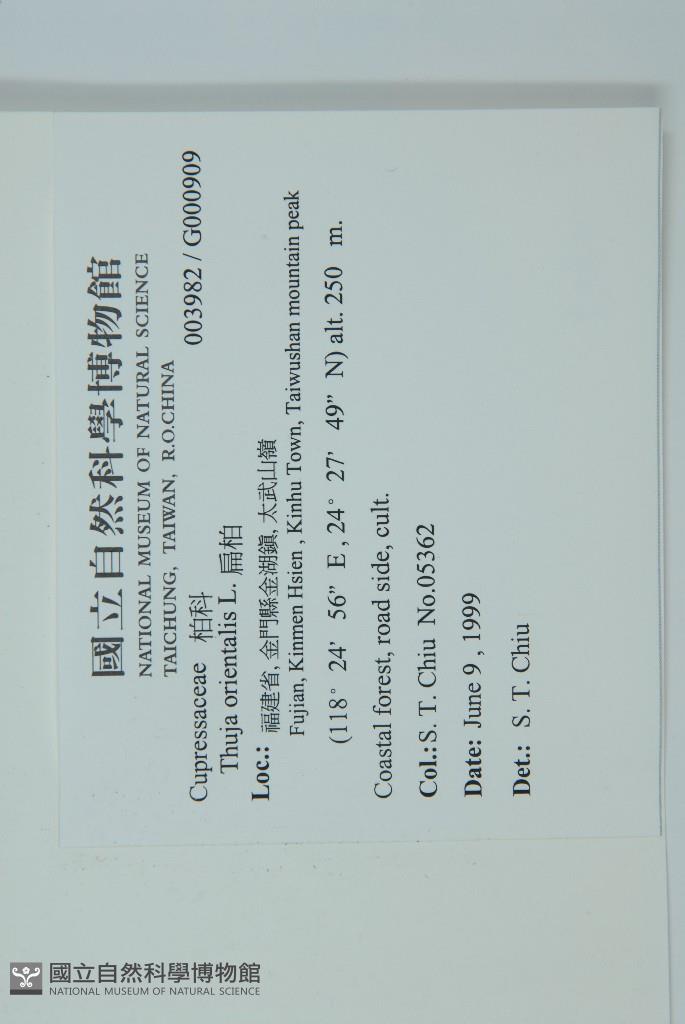 國立自然科學博物館
NATIONAL MUSEUM OF NATURAL SCIENCE
TAICHUNG, TAIWAN, R.O.CHINA
003982 / G000909
Cupressaceae 柏科
Thuja orientalis L. 扁柏
Loc.: 福建省, 金門縣金湖鎮, 太武山嶺
Fujian, Kinmen Hsien , Kinhu Town, Taiwushan mountain peak
(118° 24' 56” E , 24° 27' 49” N) alt. 250 m.
Coastal forest, road side, cult.
Col.: S. T. Chiu No.05362
Date: June 9 , 1999
Det.: S. T. Chiu
國立自然科學博物館
NATIONAL MUSEUM OF NATURAL SCIENCE